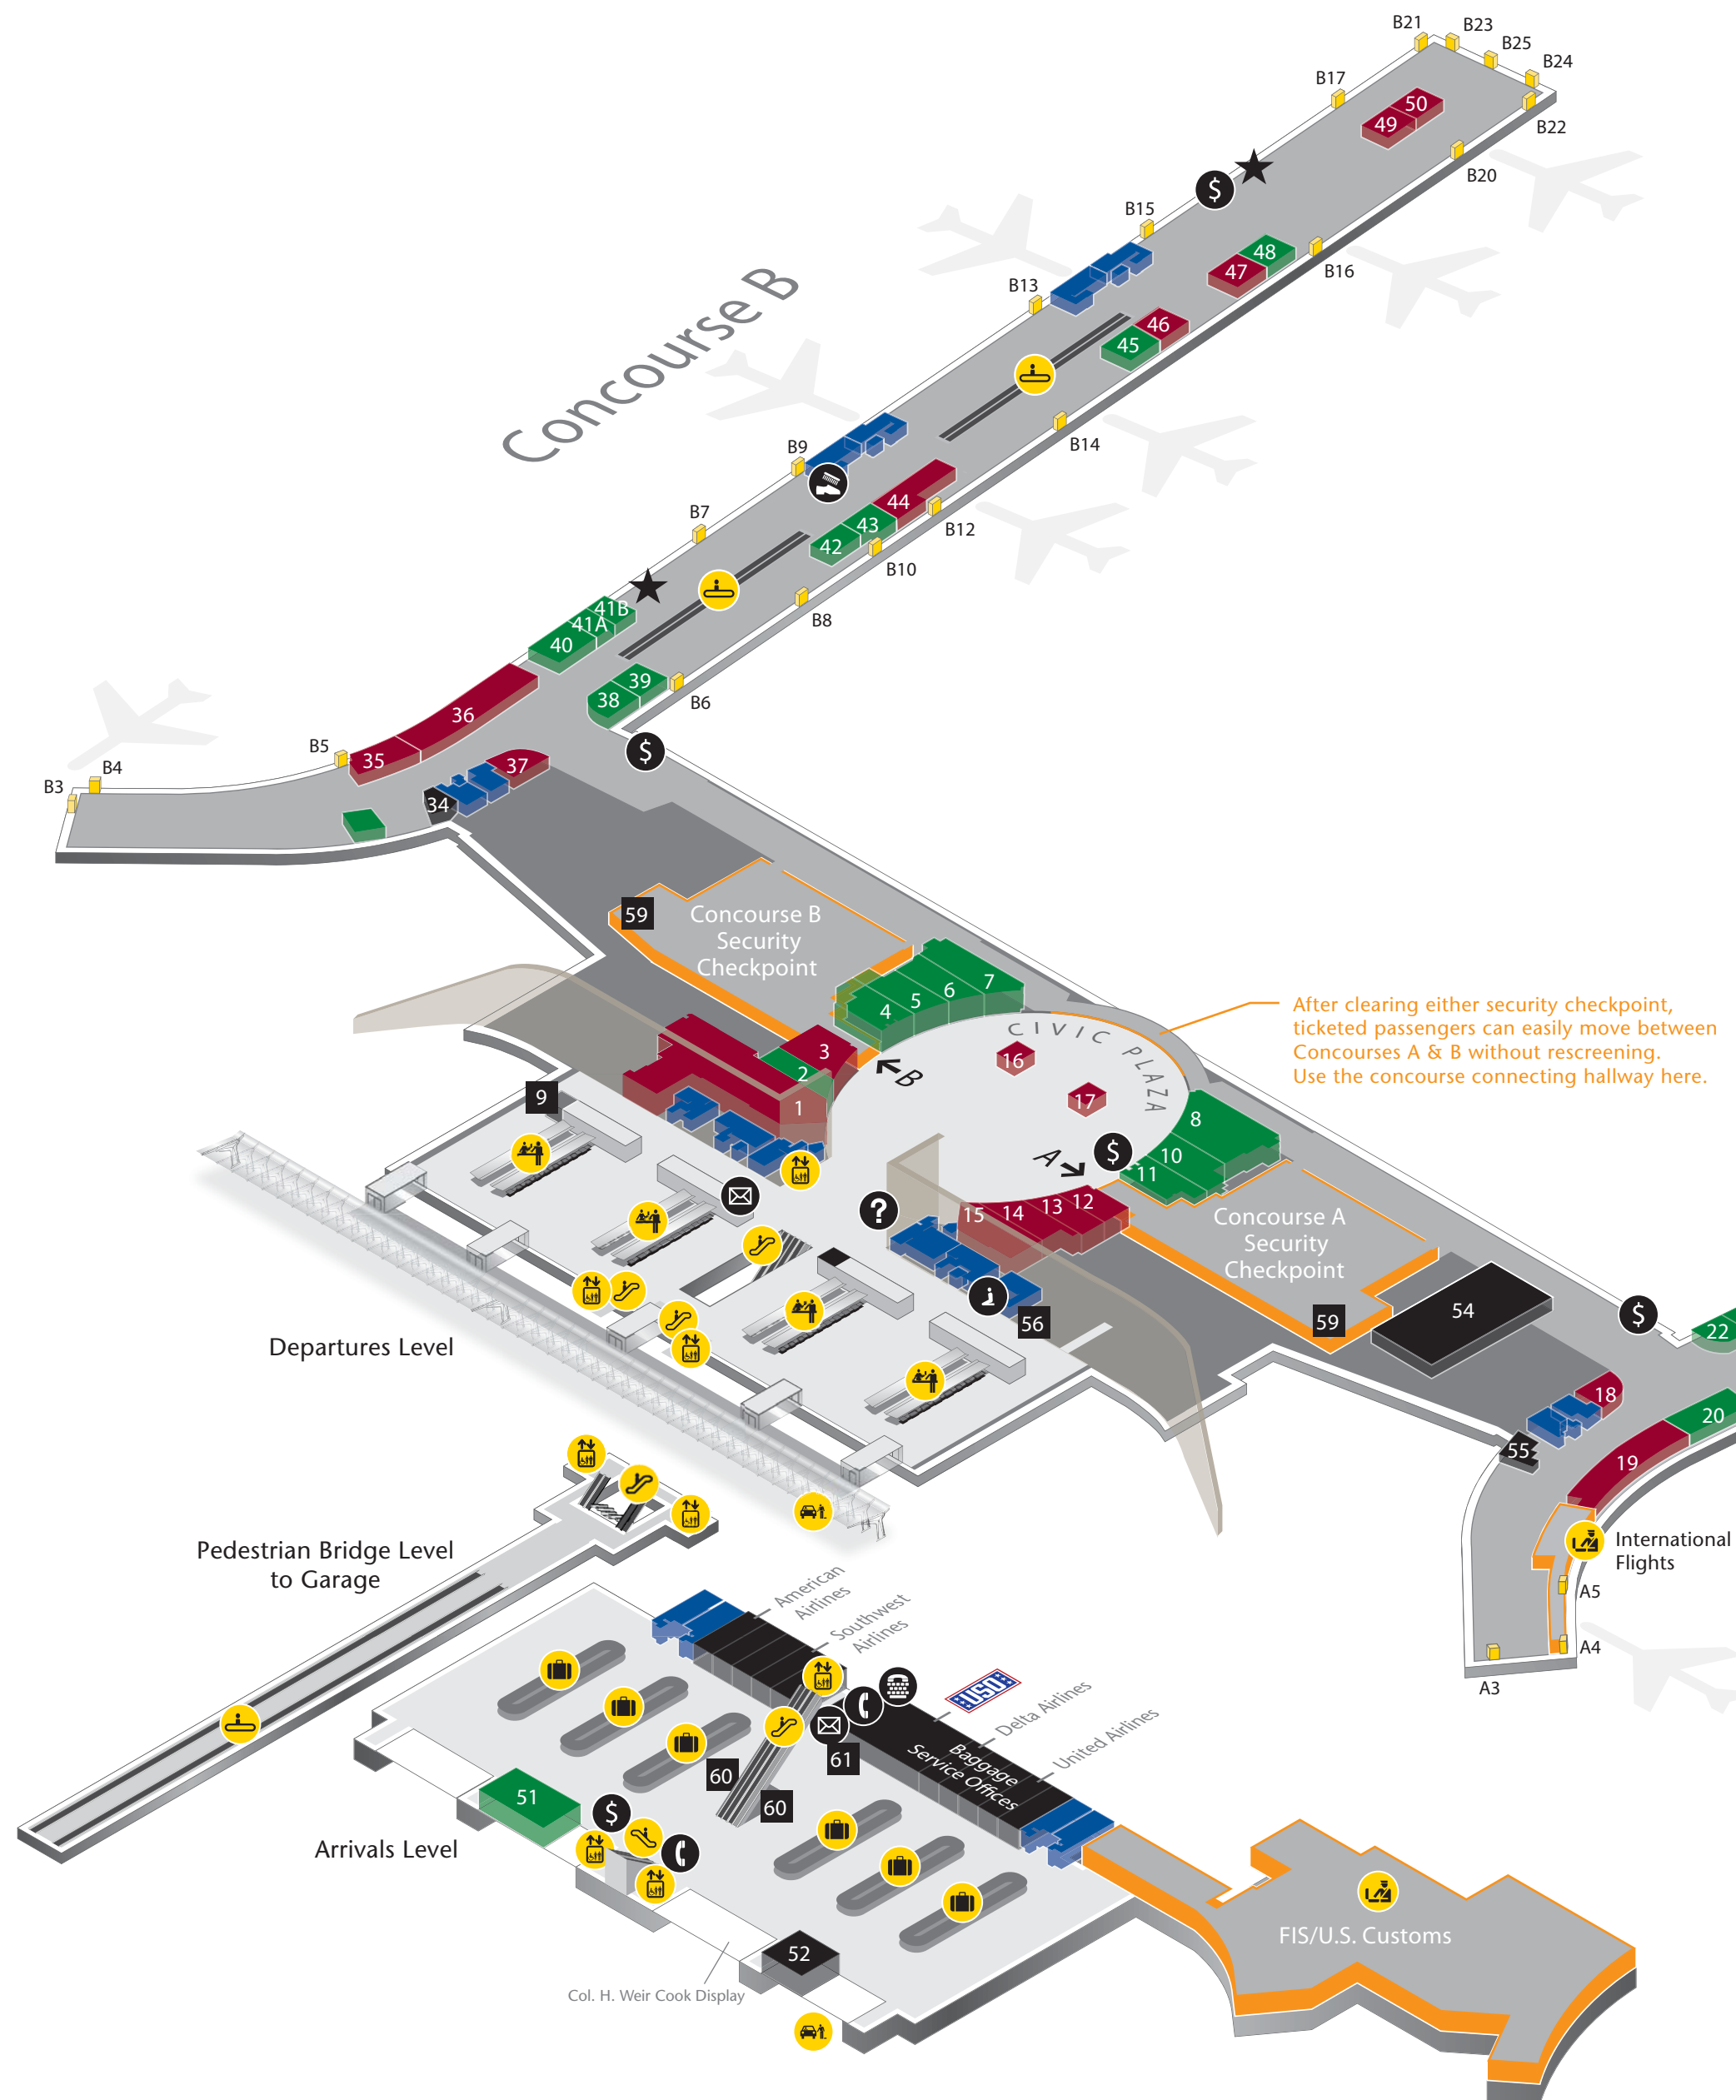 B21
B23
B25
B24
B17
50
49
B22
B20
$
B15
48
47
B16
B13
46
45
Concourse B
B14
B9
44
43
42
B12
B10
B7
B8
41B
41A
40
39
38
B6
36
35
37
34
B5
B4
B3
$
59
Concourse B
Security
Checkpoint
7
6
5
4
3
2
1
CIVIC PLAZA
16
17
B
A
After clearing either security checkpoint,
ticketed passengers can easily move between
Concourses A & B without rescreening.
Use the concourse connecting hallway here.
9
8
10
11
$
12
13
14
15
?
i
56
Concourse A
Security
Checkpoint
59
54
$
22
18
20
19
55
Departures Level
International
Flights
A5
A4
A3
Pedestrian Bridge Level
to Garage
American
Airlines
Southwest
Airlines
USO
Delta Airlines
United Airlines
Baggage
Service Offices
60
60
61
51
$
Arrivals Level
52
Col. H. Weir Cook Display
FIS/U.S. Customs